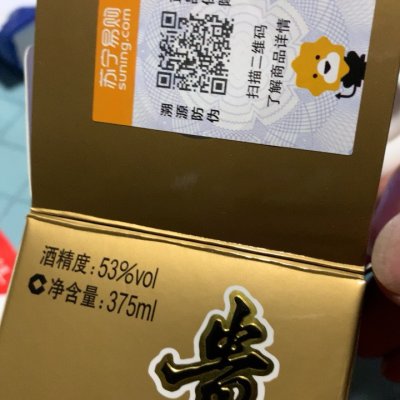 苏宁易购
suning.com
溯源防伪
扫描二维码
了解商品详情
酒精度：53%vol
净含量：375ml
贵